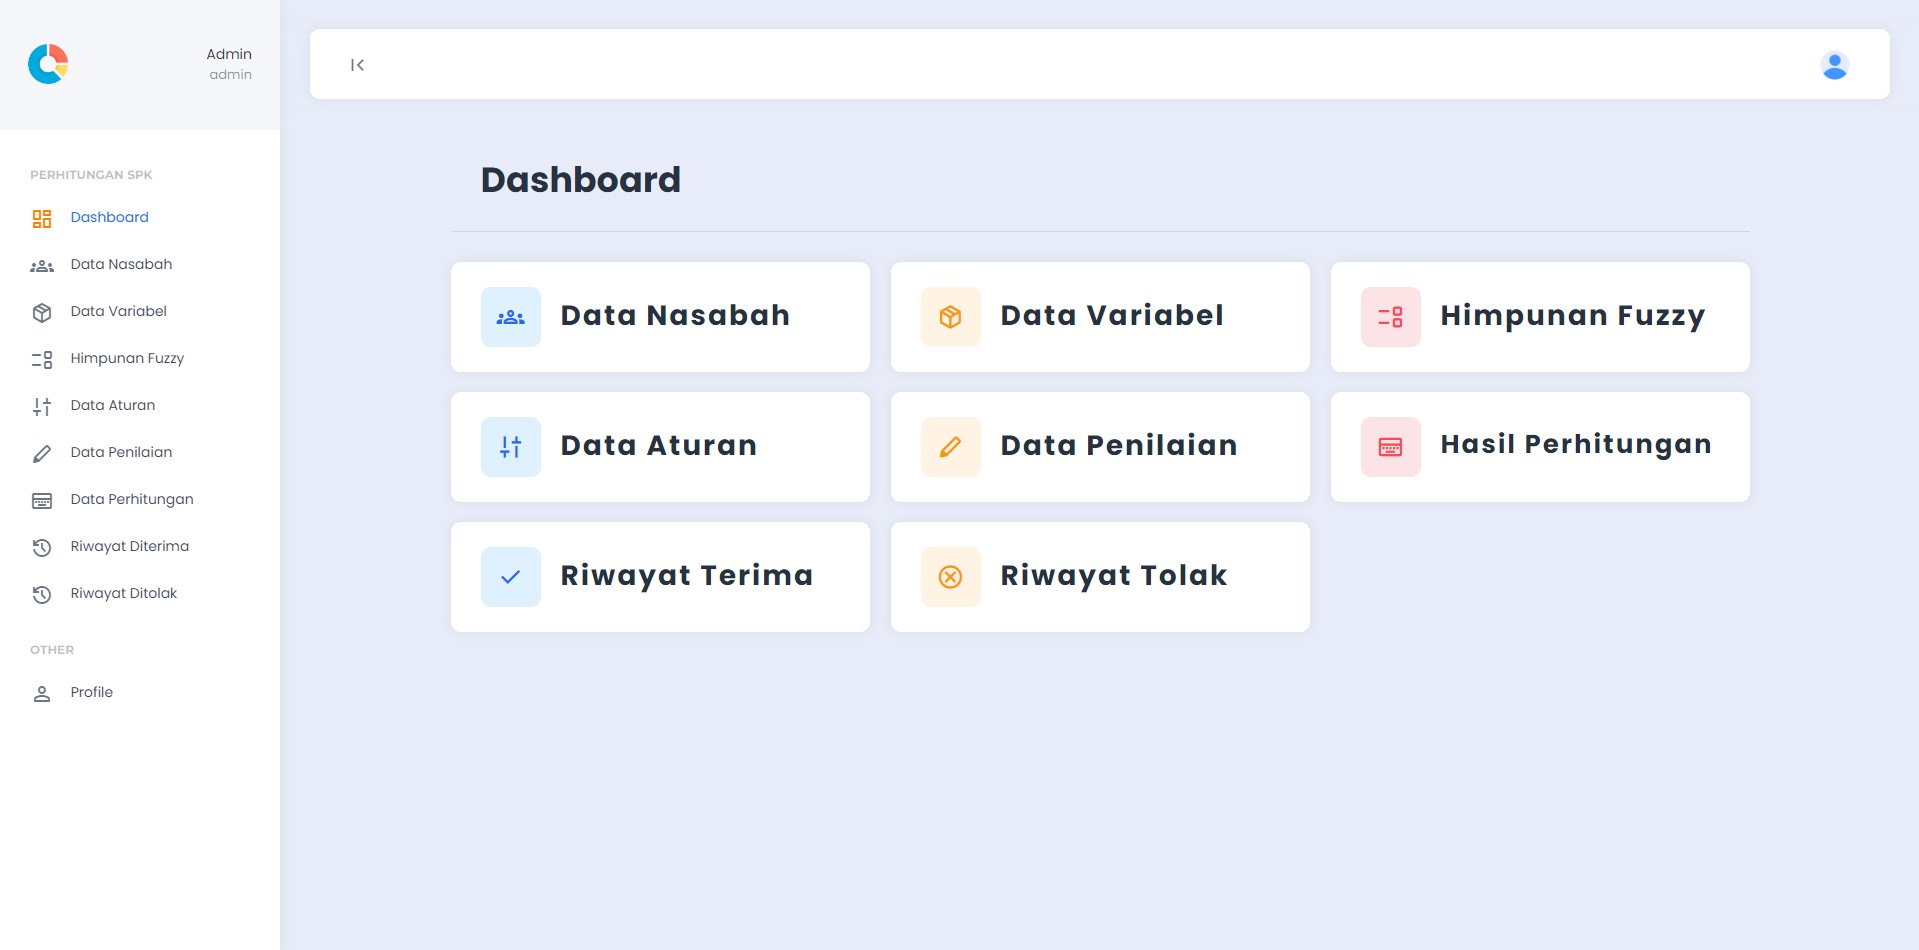 Admin
admin
PERHITUNGAN SPK
Dashboard
Data Nasabah
Data Variabel
Himpunan Fuzzy
Data Aturan
Data Penilaian
Data Perhitungan
Riwayat Diterima
Riwayat Ditolak
OTHER
Profile
Dashboard
Data Nasabah
Data Variabel
Himpunan Fuzzy
Data Aturan
Data Penilaian
Hasil Perhitungan
Riwayat Terima
Riwayat Tolak